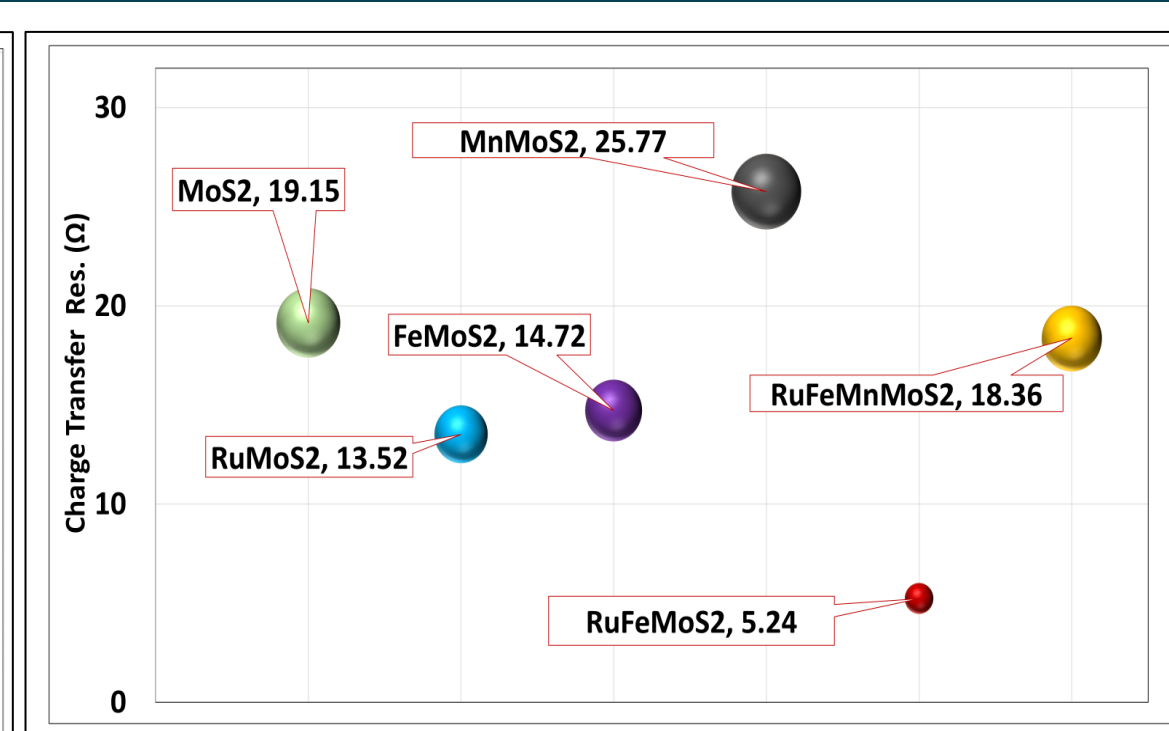 30
MnMoS2, 25.77
MoS2, 19.15
20
FeMoS2, 14.72
RuFeMnMoS2, 18.36
RuMoS2, 13.52
10
RuFeMoS2, 5.24
0
Charge Transfer Res. (Ω)